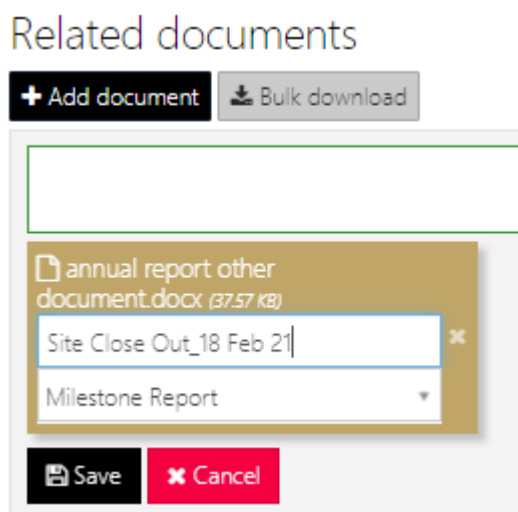 Related documents
Add document Bulk download
annual report other
document.docx (37.57 KB)
Site Close Out_18 Feb 21
Milestone Report
Save Cancel